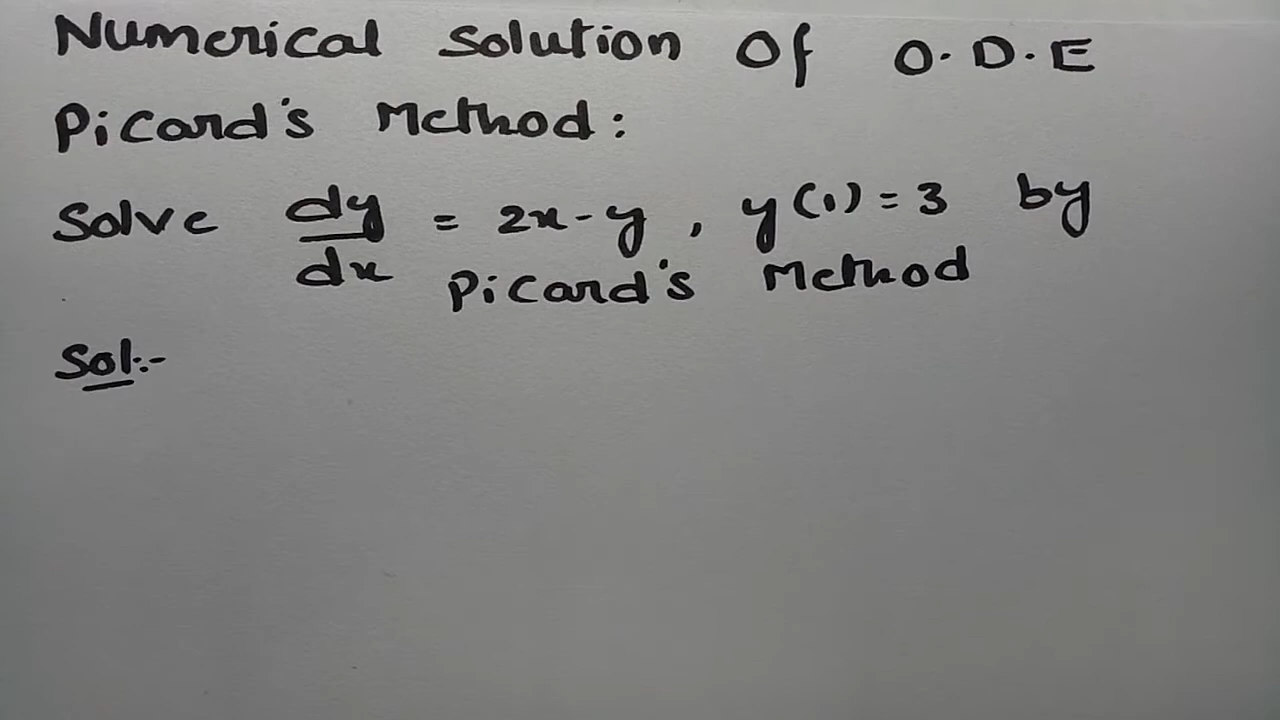 Numerical Solution Of O.D.E
Picard's Method:
Solve dy/dx = 2x-y, y(1)=3 by
Picard's Method
Sol:-